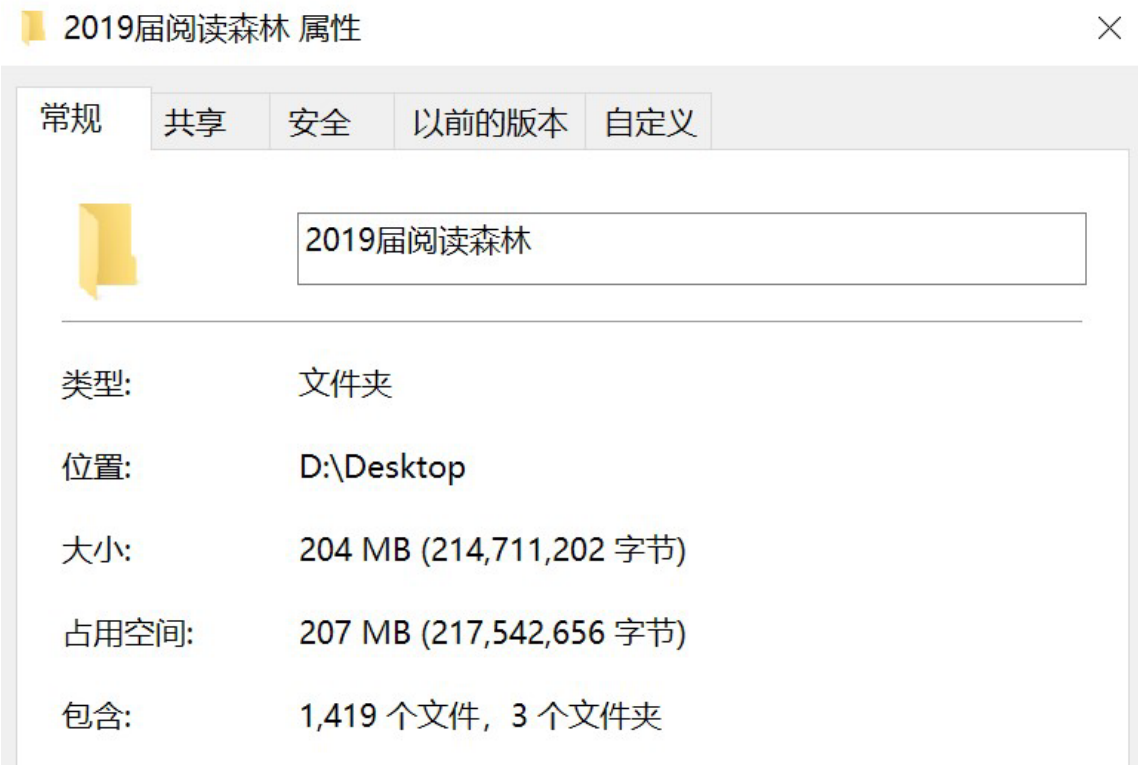 2019届阅读森林 属性
常规 共享 安全 以前的版本 自定义
2019届阅读森林
类型: 文件夹
位置: D:\Desktop
大小: 204 MB (214,711,202 字节)
占用空间: 207 MB (217,542,656 字节)
包含: 1,419 个文件，3 个文件夹